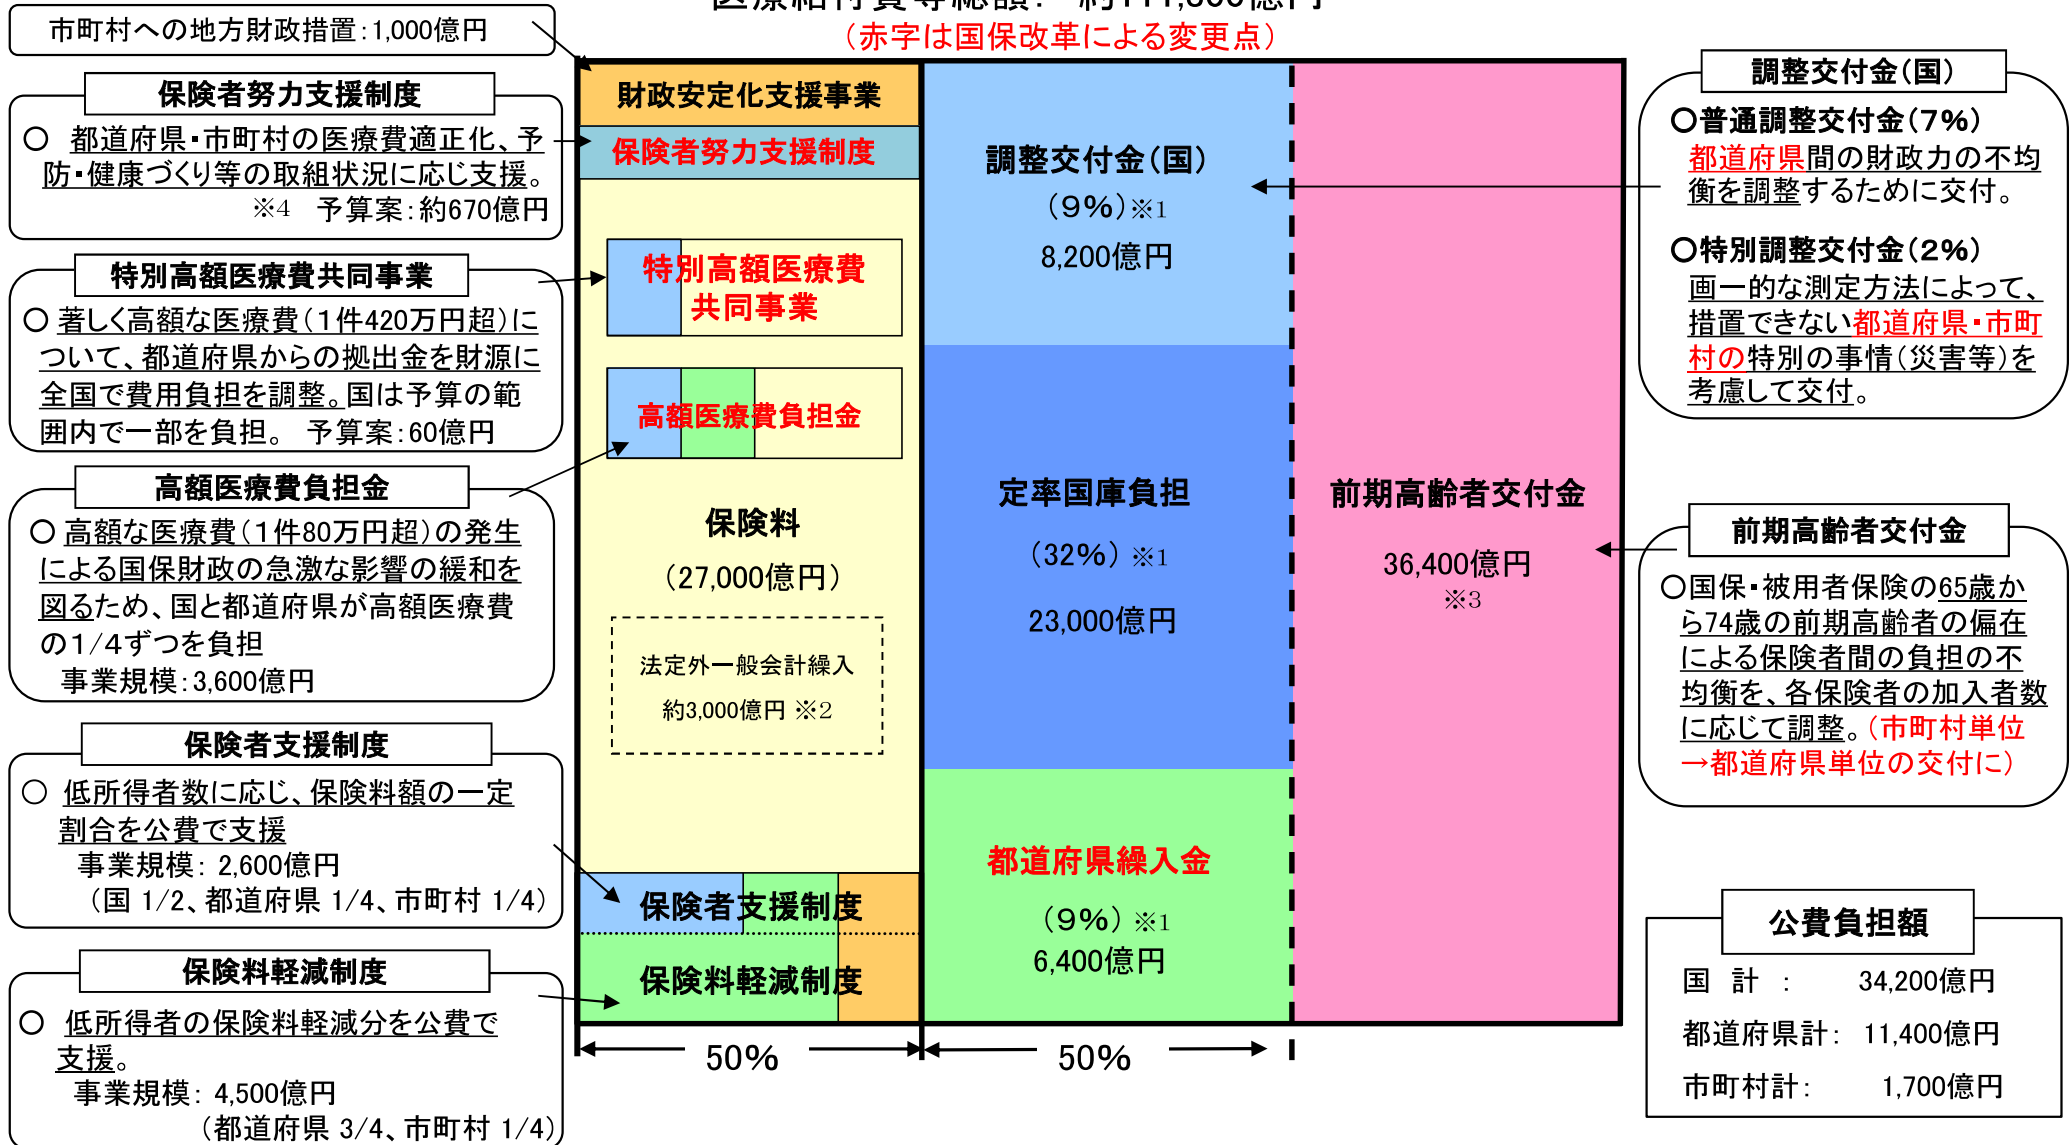 (赤字は国保改革による変更点)
市町村への地方財政措置:1,000億円
保険者努力支援制度
○ 都道府県・市町村の医療費適正化、予
防・健康づくり等の取組状況に応じ支援。
※4 予算案:約670億円
特別高額医療費共同事業
○ 著しく高額な医療費(1件420万円超)に
ついて、都道府県からの拠出金を財源に
全国で費用負担を調整。国は予算の範
囲内で一部を負担。 予算案:60億円
高額医療費負担金
○ 高額な医療費(1件80万円超)の発生
による国保財政の急激な影響の緩和を
図るため、国と都道府県が高額医療費
の1/4ずつを負担
事業規模:3,600億円
保険者支援制度
○ 低所得者数に応じ、保険料額の一定
割合を公費で支援
事業規模: 2,600億円
(国 1/2、都道府県 1/4、市町村 1/4)
保険料軽減制度
○ 低所得者の保険料軽減分を公費で
支援。
事業規模: 4,500億円
(都道府県 3/4、市町村 1/4)
財政安定化支援事業
保険者努力支援制度
特別高額医療費
共同事業
高額医療費負担金
保険料
(27,000億円)
法定外一般会計繰入
約3,000億円 ※2
保険者支援制度
保険料軽減制度
50%
調整交付金(国)
(9%)※1
8,200億円
定率国庫負担
(32%) ※1
23,000億円
都道府県繰入金
(9%) ※1
6,400億円
50%
前期高齢者交付金
36,400億円
※3
調整交付金(国)
○普通調整交付金(7%)
都道府県間の財政力の不均
衡を調整するために交付。
○特別調整交付金(2%)
画一的な測定方法によって、
措置できない都道府県・市町
村の特別の事情(災害等)を
考慮して交付。
前期高齢者交付金
○国保・被用者保険の65歳か
ら74歳の前期高齢者の偏在
による保険者間の負担の不
均衡を、各保険者の加入者数
に応じて調整。(市町村単位
→都道府県単位の交付に)
公費負担額
国 計 : 34,200億円
都道府県計: 11,400億円
市町村計: 1,700億円